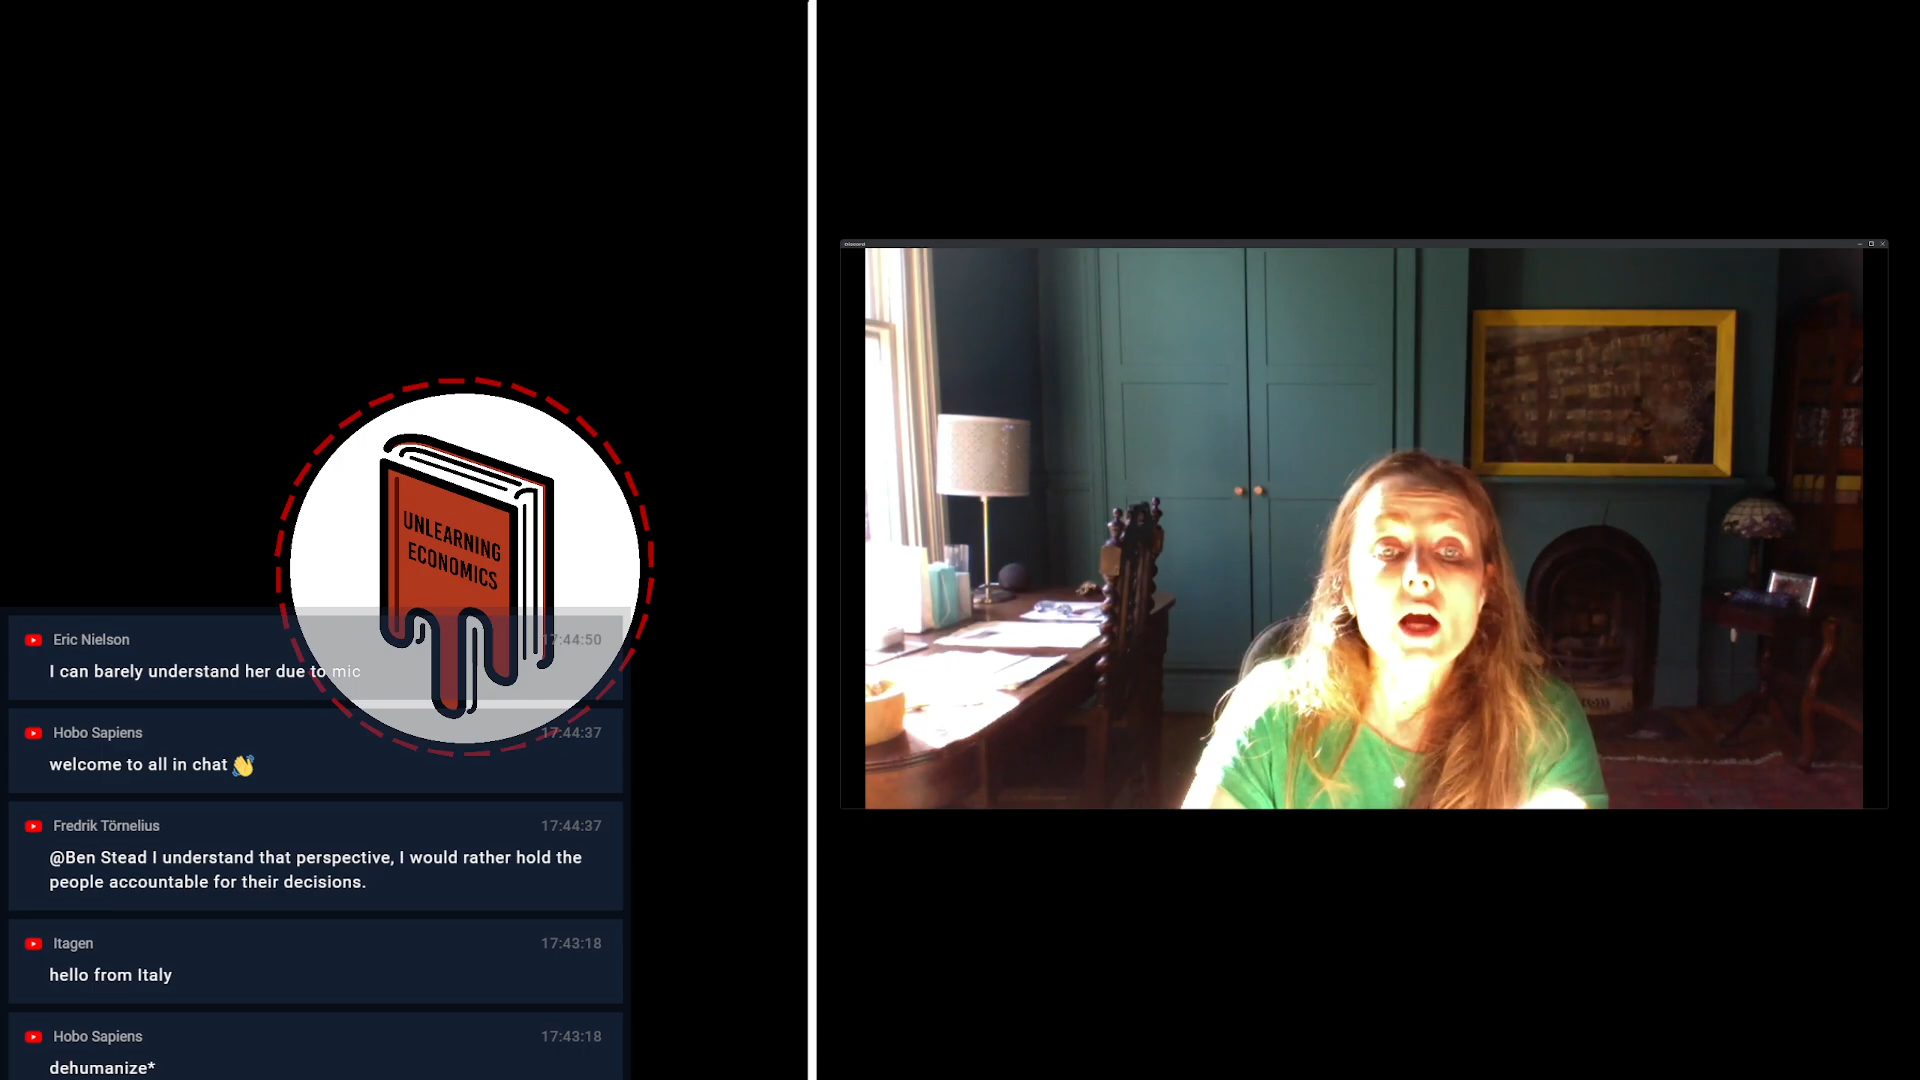 UNLEARNING
ECONOMICS
Eric Nielson 17:44:50
I can barely understand her due to mic
Hobo Sapiens 17:44:37
welcome to all in chat 👋
Fredrik Törnelius 17:44:37
@Ben Stead I understand that perspective, I would rather hold the
people accountable for their decisions.
Itagen 17:43:18
hello from Italy
Hobo Sapiens 17:43:18
dehumanize*
Discord